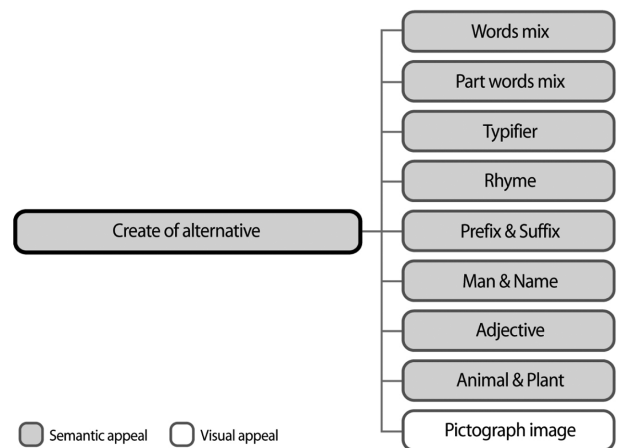 Words mix
Part words mix
Typifier
Rhyme
Create of alternative
Prefix & Suffix
Man & Name
Adjective
Animal & Plant
Pictograph image
Semantic appeal
Visual appeal